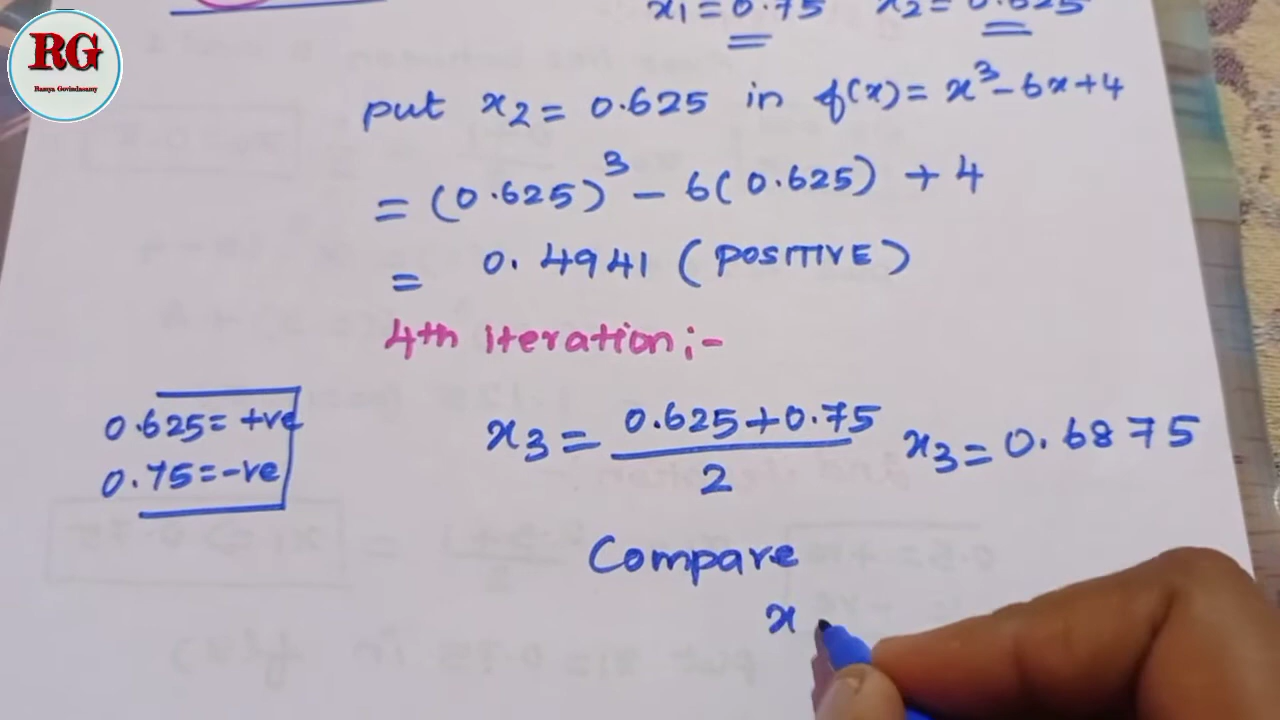 RG
Ramya Govindasamy
x₁ = 0.75 x₂ = 0.625
put x₂ = 0.625 in f(x) = x³ - 6x + 4
= (0.625)³ - 6(0.625) + 4
= 0.4941 (POSITIVE)
4th iteration;-
0.625 = +ve
0.75 = -ve
x₃ = 0.625 + 0.75 / 2 x₃ = 0.6875
Compare
x